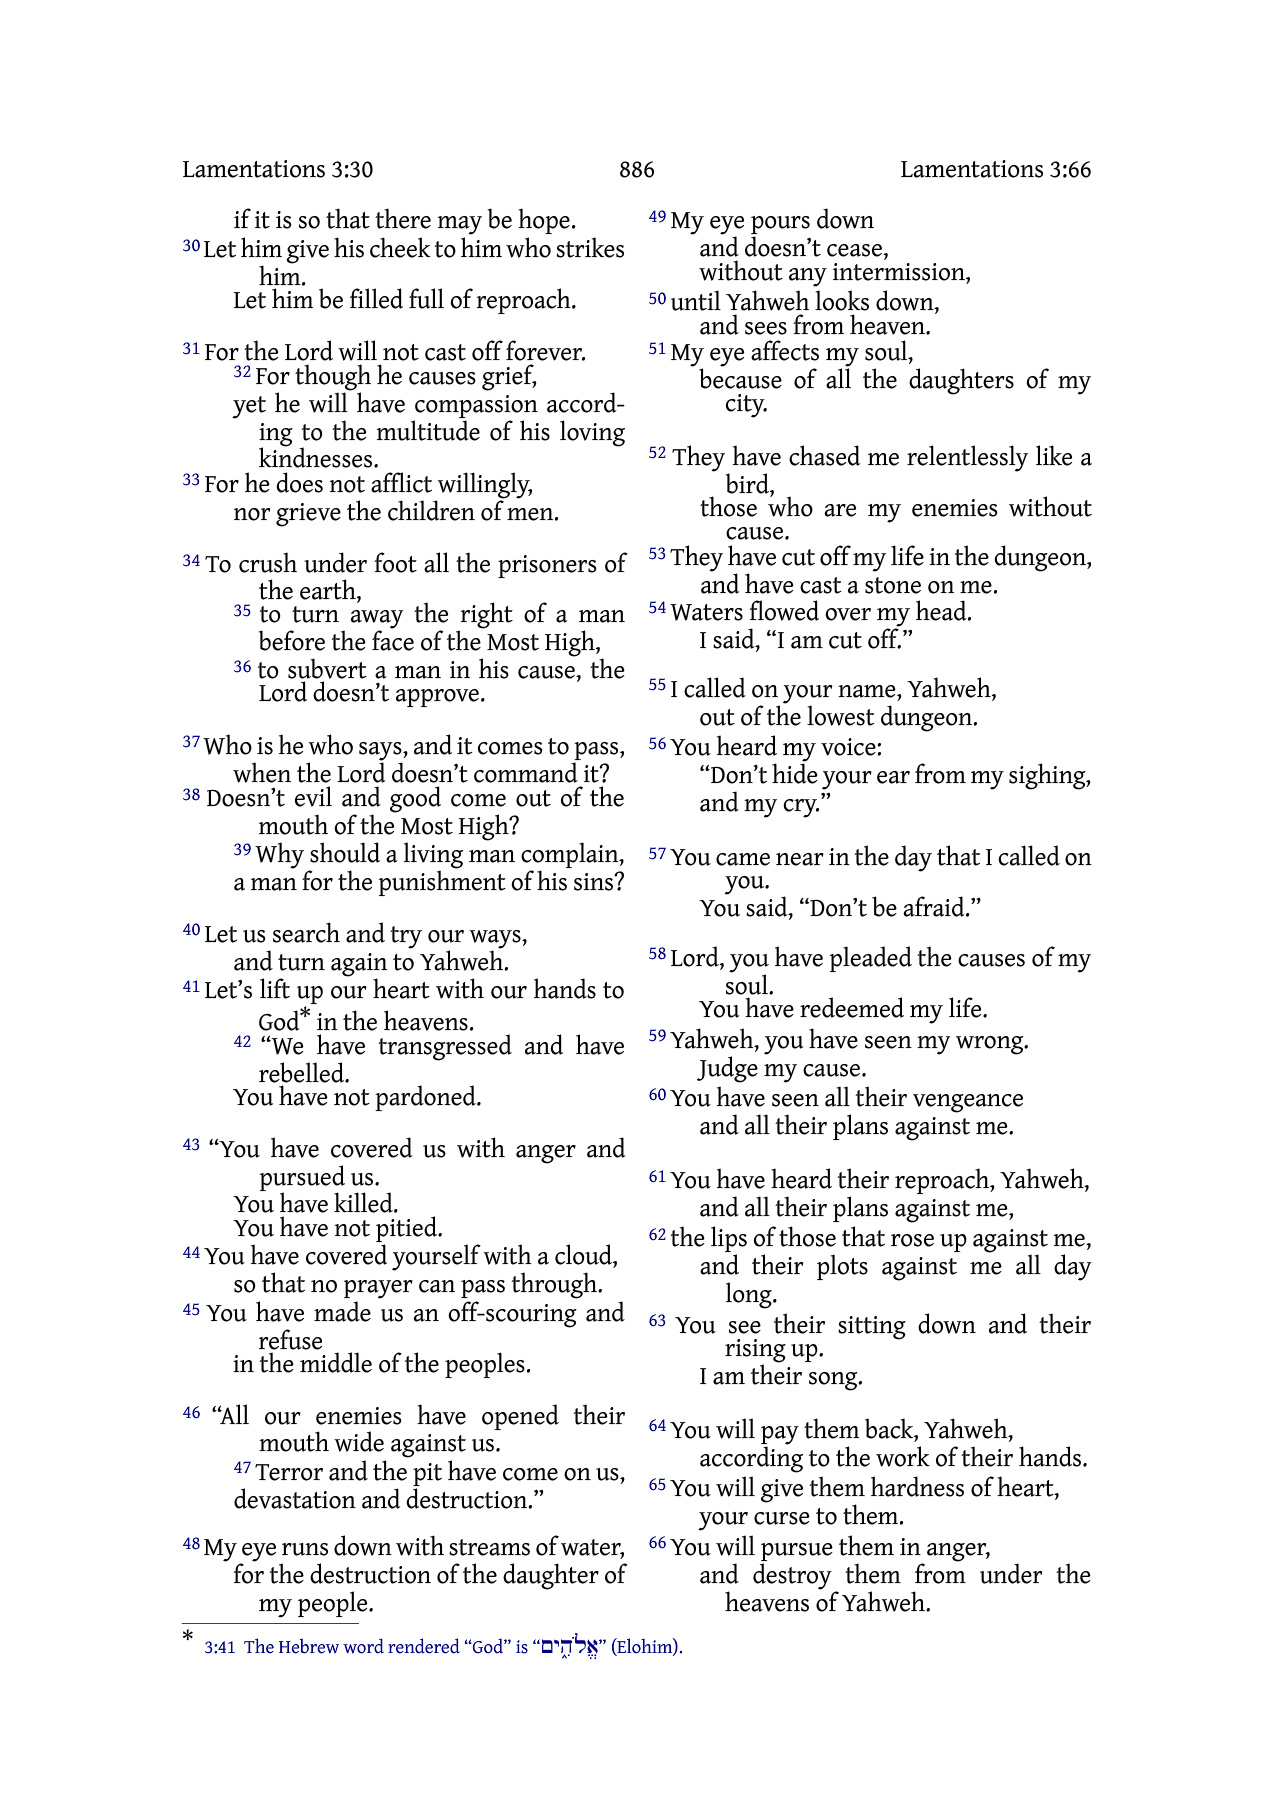 Lamentations 3:30 886 Lamentations 3:66
if it is so that there may be hope.
30 Let him give his cheek to him who strikes
him.
Let him be filled full of reproach.
31 For the Lord will not cast off forever.
32 For though he causes grief,
yet he will have compassion accord-
ing to the multitude of his loving
kindnesses.
33 For he does not afflict willingly,
nor grieve the children of men.
34 To crush under foot all the prisoners of
the earth,
35 to turn away the right of a man
before the face of the Most High,
36 to subvert a man in his cause, the
Lord doesn’t approve.
37 Who is he who says, and it comes to pass,
when the Lord doesn’t command it?
38 Doesn’t evil and good come out of the
mouth of the Most High?
39 Why should a living man complain,
a man for the punishment of his sins?
40 Let us search and try our ways,
and turn again to Yahweh.
41 Let’s lift up our heart with our hands to
God* in the heavens.
42 “We have transgressed and have
rebelled.
You have not pardoned.
43 “You have covered us with anger and
pursued us.
You have killed.
You have not pitied.
44 You have covered yourself with a cloud,
so that no prayer can pass through.
45 You have made us an off-scouring and
refuse
in the middle of the peoples.
46 “All our enemies have opened their
mouth wide against us.
47 Terror and the pit have come on us,
devastation and destruction.”
48 My eye runs down with streams of water,
for the destruction of the daughter of
my people.
49 My eye pours down
and doesn’t cease,
without any intermission,
50 until Yahweh looks down,
and sees from heaven.
51 My eye affects my soul,
because of all the daughters of my
city.
52 They have chased me relentlessly like a
bird,
those who are my enemies without
cause.
53 They have cut off my life in the dungeon,
and have cast a stone on me.
54 Waters flowed over my head.
I said, “I am cut off.”
55 I called on your name, Yahweh,
out of the lowest dungeon.
56 You heard my voice:
“Don’t hide your ear from my sighing,
and my cry.”
57 You came near in the day that I called on
you.
You said, “Don’t be afraid.”
58 Lord, you have pleaded the causes of my
soul.
You have redeemed my life.
59 Yahweh, you have seen my wrong.
Judge my cause.
60 You have seen all their vengeance
and all their plans against me.
61 You have heard their reproach, Yahweh,
and all their plans against me,
62 the lips of those that rose up against me,
and their plots against me all day
long.
63 You see their sitting down and their
rising up.
I am their song.
64 You will pay them back, Yahweh,
according to the work of their hands.
65 You will give them hardness of heart,
your curse to them.
66 You will pursue them in anger,
and destroy them from under the
heavens of Yahweh.
* 3:41 The Hebrew word rendered “God” is “אֱלֹהִ֑ים” (Elohim).